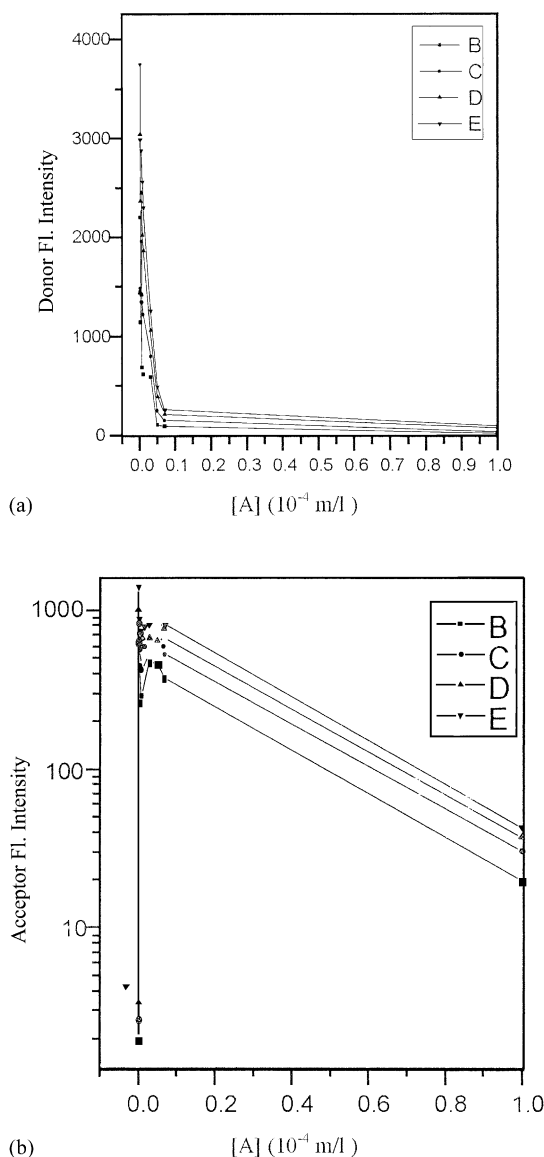 4000
3000
2000
1000
0
Donor Fl. Intensity
B
C
D
E
0.0 0.1 0.2 0.3 0.4 0.5 0.6 0.7 0.8 0.9 1.0
(a)
[A] (10⁻⁴ m/l )
1000
100
10
Acceptor Fl. Intensity
B
C
D
E
0.0 0.2 0.4 0.6 0.8 1.0
(b)
[A] (10⁻⁴ m/l )